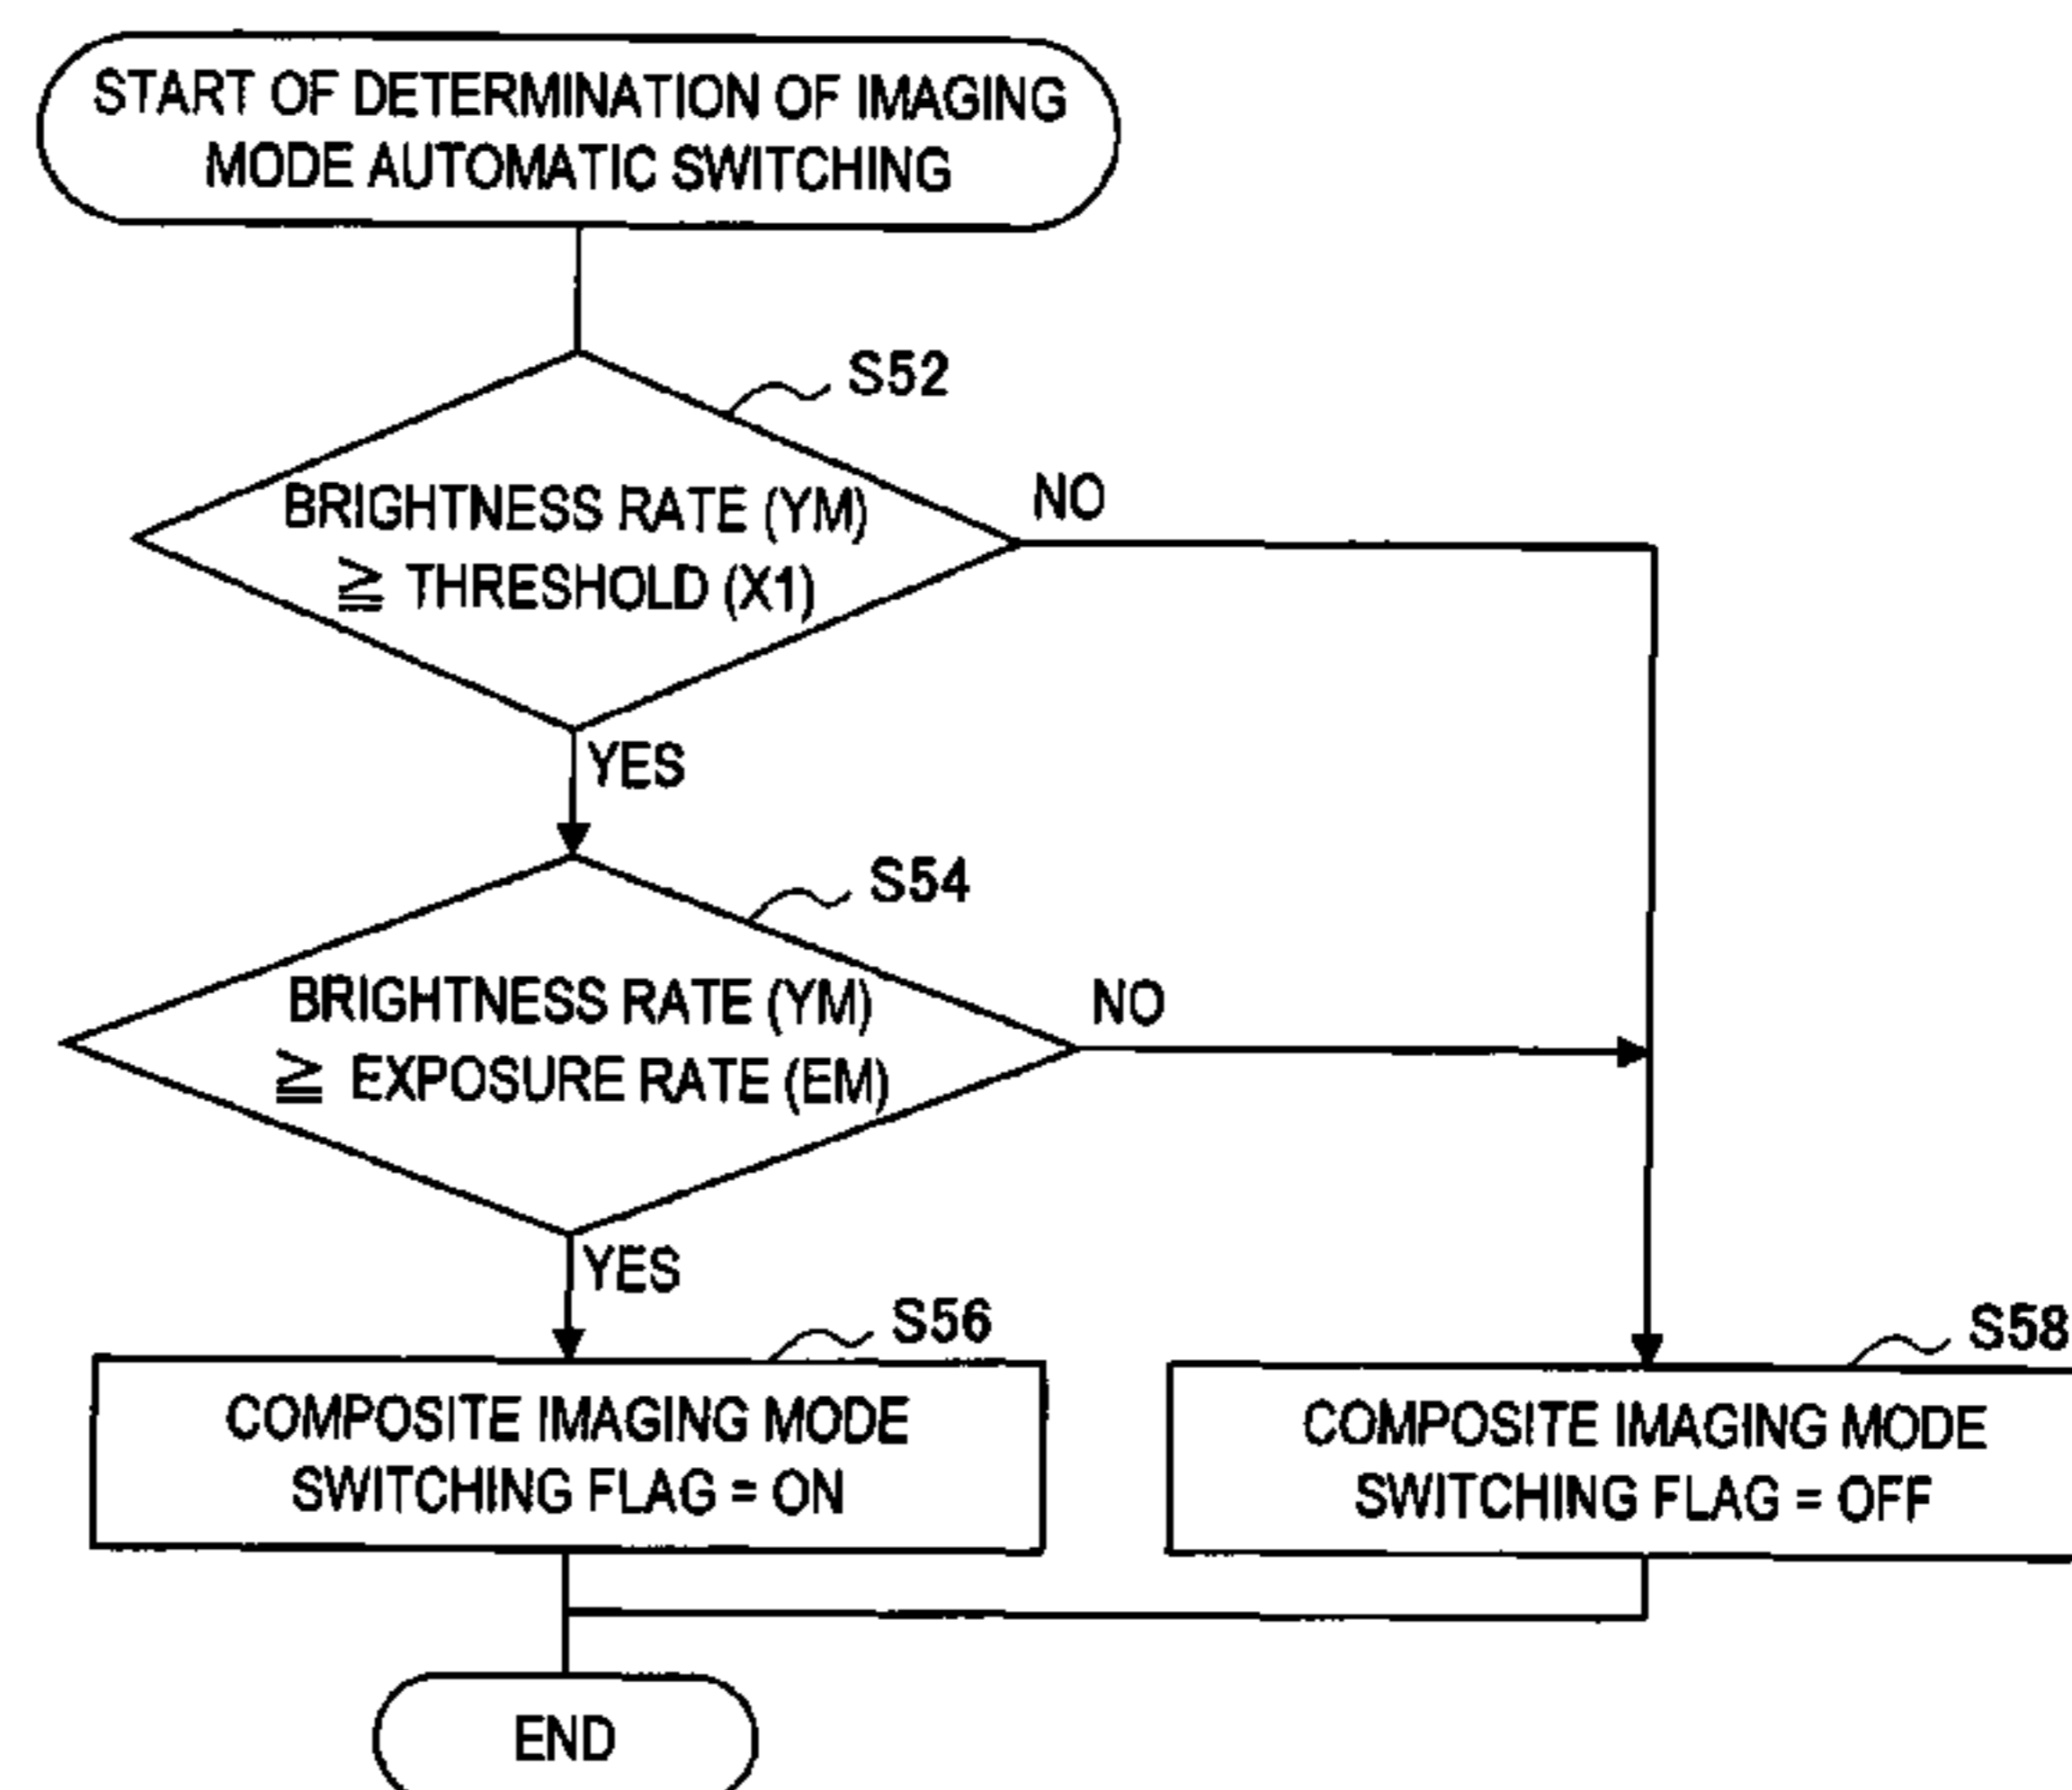 START OF DETERMINATION OF IMAGING
MODE AUTOMATIC SWITCHING
S52
BRIGHTNESS RATE (YM)
≧ THRESHOLD (X1)
NO
YES
S54
BRIGHTNESS RATE (YM)
≧ EXPOSURE RATE (EM)
NO
YES
S56
COMPOSITE IMAGING MODE
SWITCHING FLAG = ON
S58
COMPOSITE IMAGING MODE
SWITCHING FLAG = OFF
END